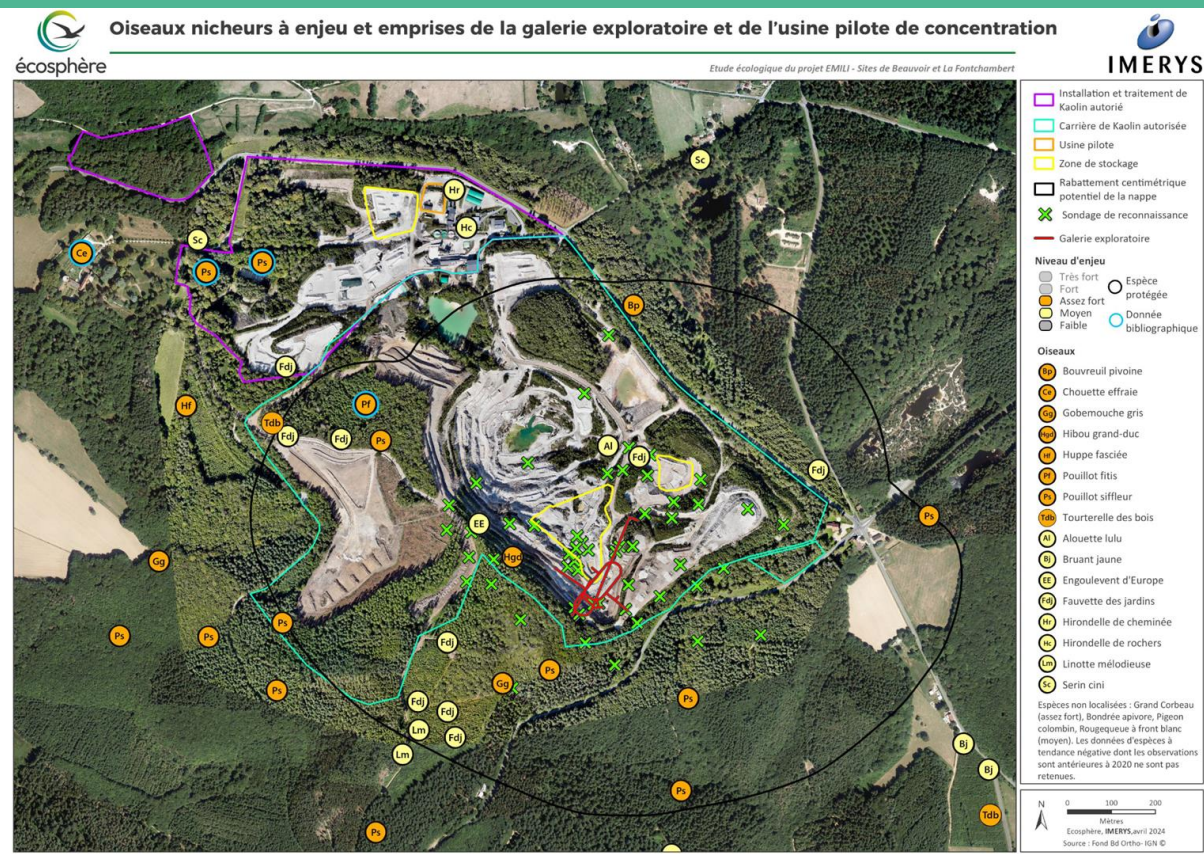 écosphère
Oiseaux nicheurs à enjeu et emprises de la galerie exploratoire et de l'usine pilote de concentration
Etude écologique du projet EMILI - Sites de Beauvoir et La Fontchambert
IMERYS
Sc
Hr
Hc
Sc
Ce
Ps
Ps
Bp
Fdj
Pf
Hf
Tdb
Fdj
Fdj
Ps
Al
Fdj
Fdj
Ps
EE
Hgd
Gg
Ps
Ps
Ps
Fdj
Ps
Gg
Ps
Ps
Fdj
Fdj
Lm
Fdj
Lm
Bj
Bj
Ps
Tdb
Ps
Installation et traitement de
Kaolin autorié
Carrière de Kaolin autorisée
Usine pilote
Zone de stockage
Rabattement centimétrique
potentiel de la nappe
Sondage de reconnaissance
Galerie exploratoire
Niveau d'enjeu
Très fort
Fort
Assez fort
Moyen
Faible
Espèce
protégée
Donnée
bibliographique
Oiseaux
Bp Bouvreuil pivoine
Ce Chouette effraie
Gg Gobemouche gris
Hgd Hibou grand-duc
Hf Huppe fasciée
Pf Pouillot fitis
Ps Pouillot siffleur
Tdb Tourterelle des bois
Al Alouette lulu
Bj Bruant jaune
EE Engoulevent d'Europe
Fdj Fauvette des jardins
Hr Hirondelle de cheminée
Hc Hirondelle de rochers
Lm Linotte mélodieuse
Sc Serin cini
Espèces non localisées : Grand Corbeau
(assez fort), Bondrée apivore, Pigeon
colombin, Rougequeue à front blanc
(moyen). Les données d'espèces à
tendance négative dont les observations
sont antérieures à 2020 ne sont pas
retenues.
N
0 100 200
Mètres
Ecosphère, IMERYS,avril 2024
Source : Fond Bd Ortho- IGN ©